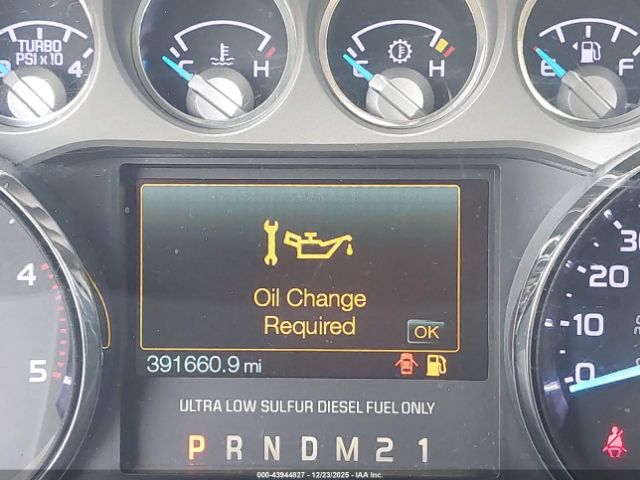 TURBO
PSI x 10
4
C H
C H
E F
Oil Change
Required
OK
391660.9 mi
ULTRA LOW SULFUR DIESEL FUEL ONLY
P R N D M 2 1
4
5
30
20
10
0
-00-43944827 - 12/23/2025 - IAA Inc.